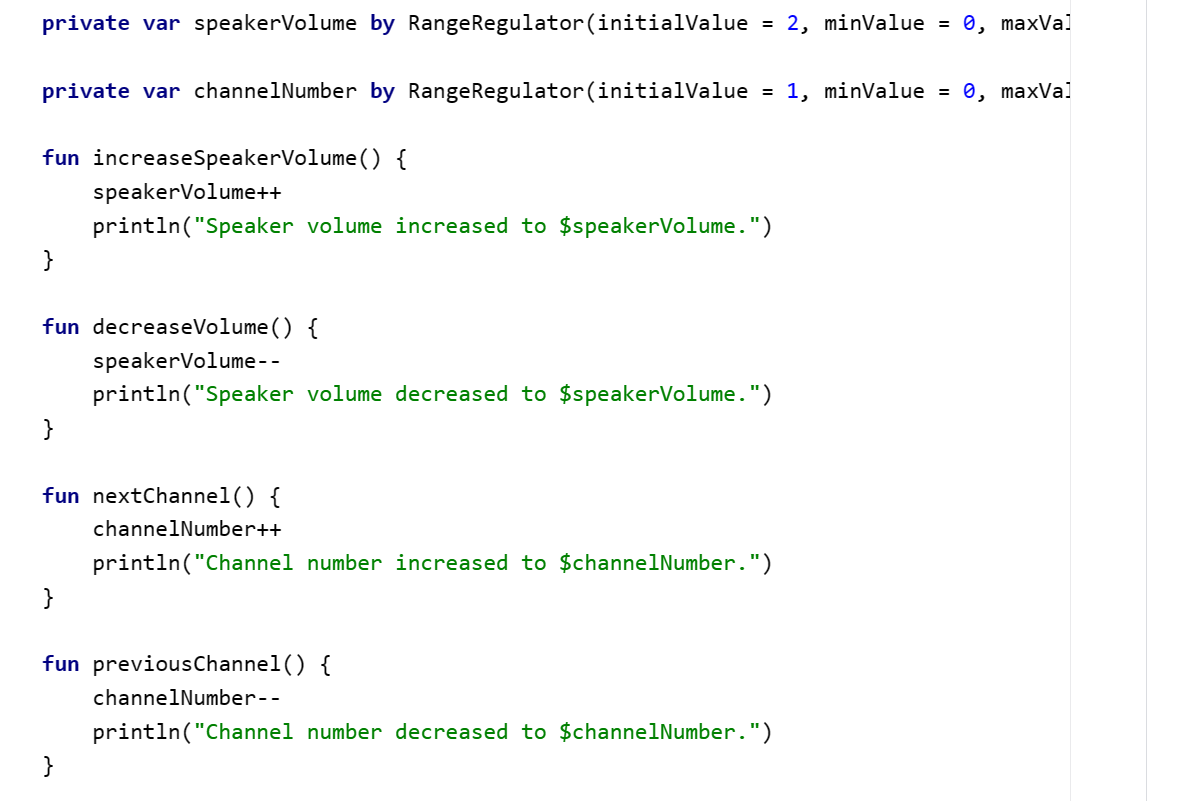 private var speakerVolume by RangeRegulator(initialValue = 2, minValue = 0,
private var channelNumber by RangeRegulator(initialValue = 1, minValue = 0,
fun increaseSpeakerVolume() {
speakerVolume++
println("Speaker volume increased to $speakerVolume.")
}
fun decreaseVolume() {
speakerVolume--
println("Speaker volume decreased to $speakerVolume.")
}
fun nextChannel() {
channelNumber++
println("Channel number increased to $channelNumber.")
}
fun previousChannel() {
channelNumber--
println("Channel number decreased to $channelNumber.")
}